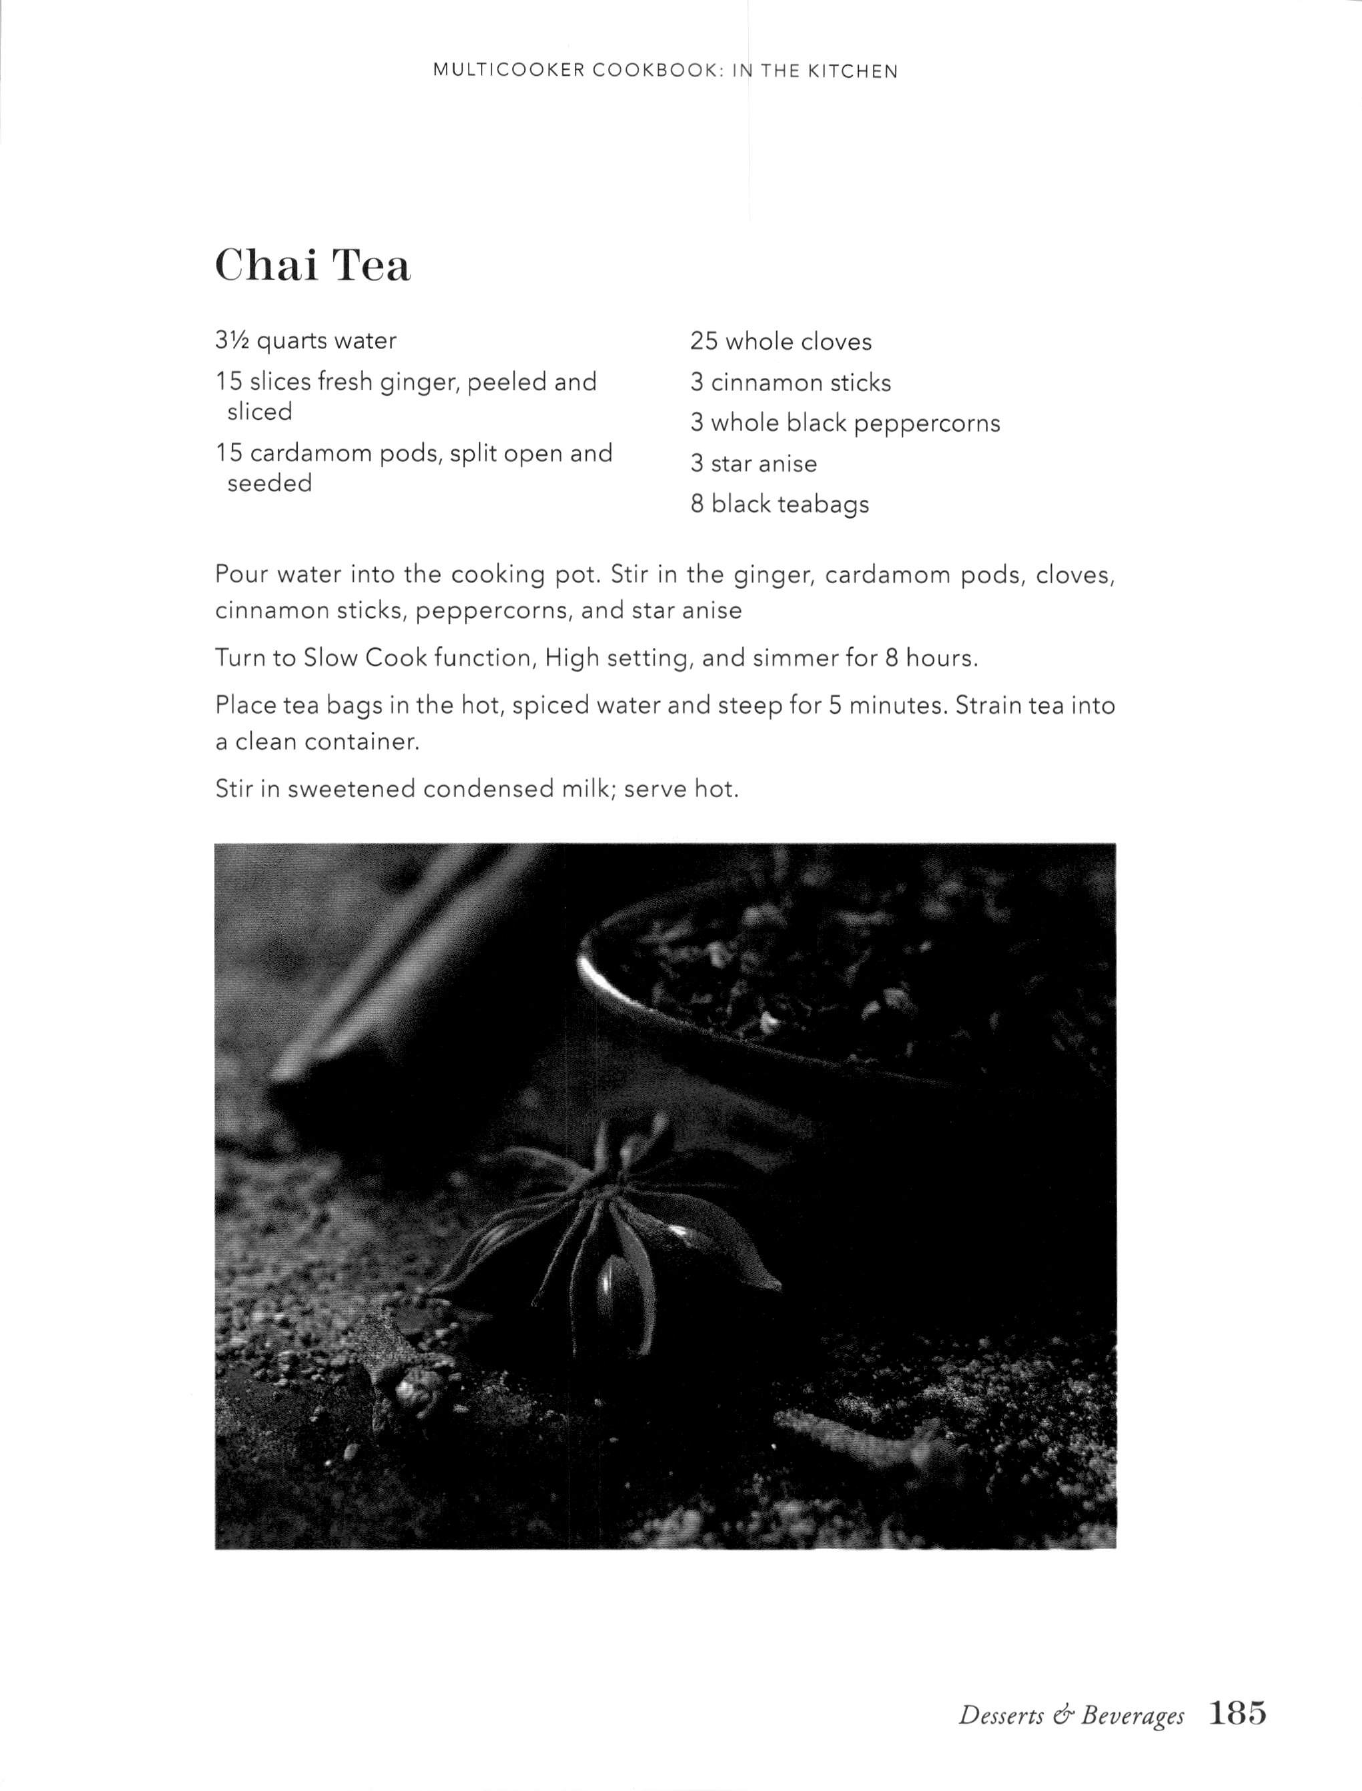 MULTICOOKER COOKBOOK: IN THE KITCHEN
Chai Tea
3½ quarts water
15 slices fresh ginger, peeled and
sliced
15 cardamom pods, split open and
seeded
25 whole cloves
3 cinnamon sticks
3 whole black peppercorns
3 star anise
8 black teabags
Pour water into the cooking pot. Stir in the ginger, cardamom pods, cloves,
cinnamon sticks, peppercorns, and star anise
Turn to Slow Cook function, High setting, and simmer for 8 hours.
Place tea bags in the hot, spiced water and steep for 5 minutes. Strain tea into
a clean container.
Stir in sweetened condensed milk; serve hot.
Desserts & Beverages 185